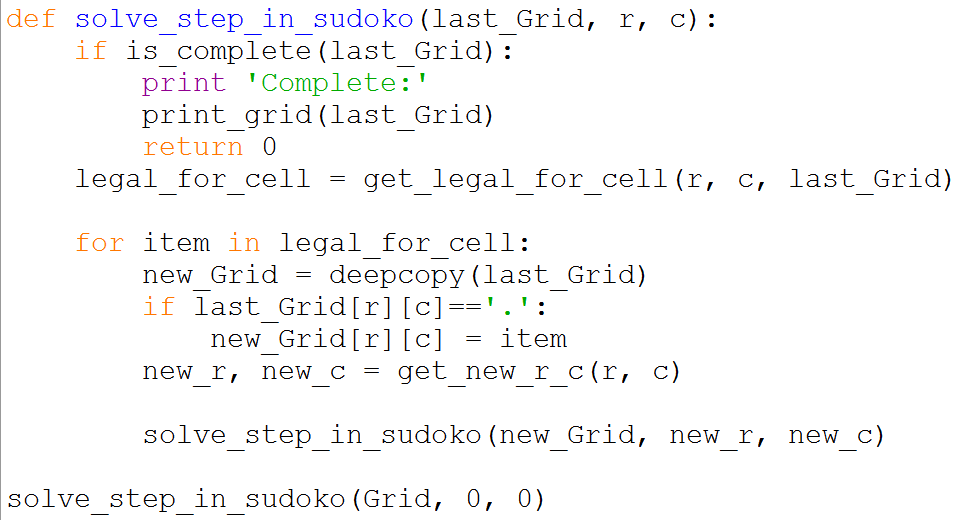 def solve_step_in_sudoko(last_Grid, r, c):
    if is_complete(last_Grid):
        print 'Complete:'
        print_grid(last_Grid)
        return 0
    legal_for_cell = get_legal_for_cell(r, c, last_Grid)

    for item in legal_for_cell:
        new_Grid = deepcopy(last_Grid)
        if last_Grid[r][c]=='.':
            new_Grid[r][c] = item
        new_r, new_c = get_new_r_c(r, c)

        solve_step_in_sudoko(new_Grid, new_r, new_c)

solve_step_in_sudoko(Grid, 0, 0)